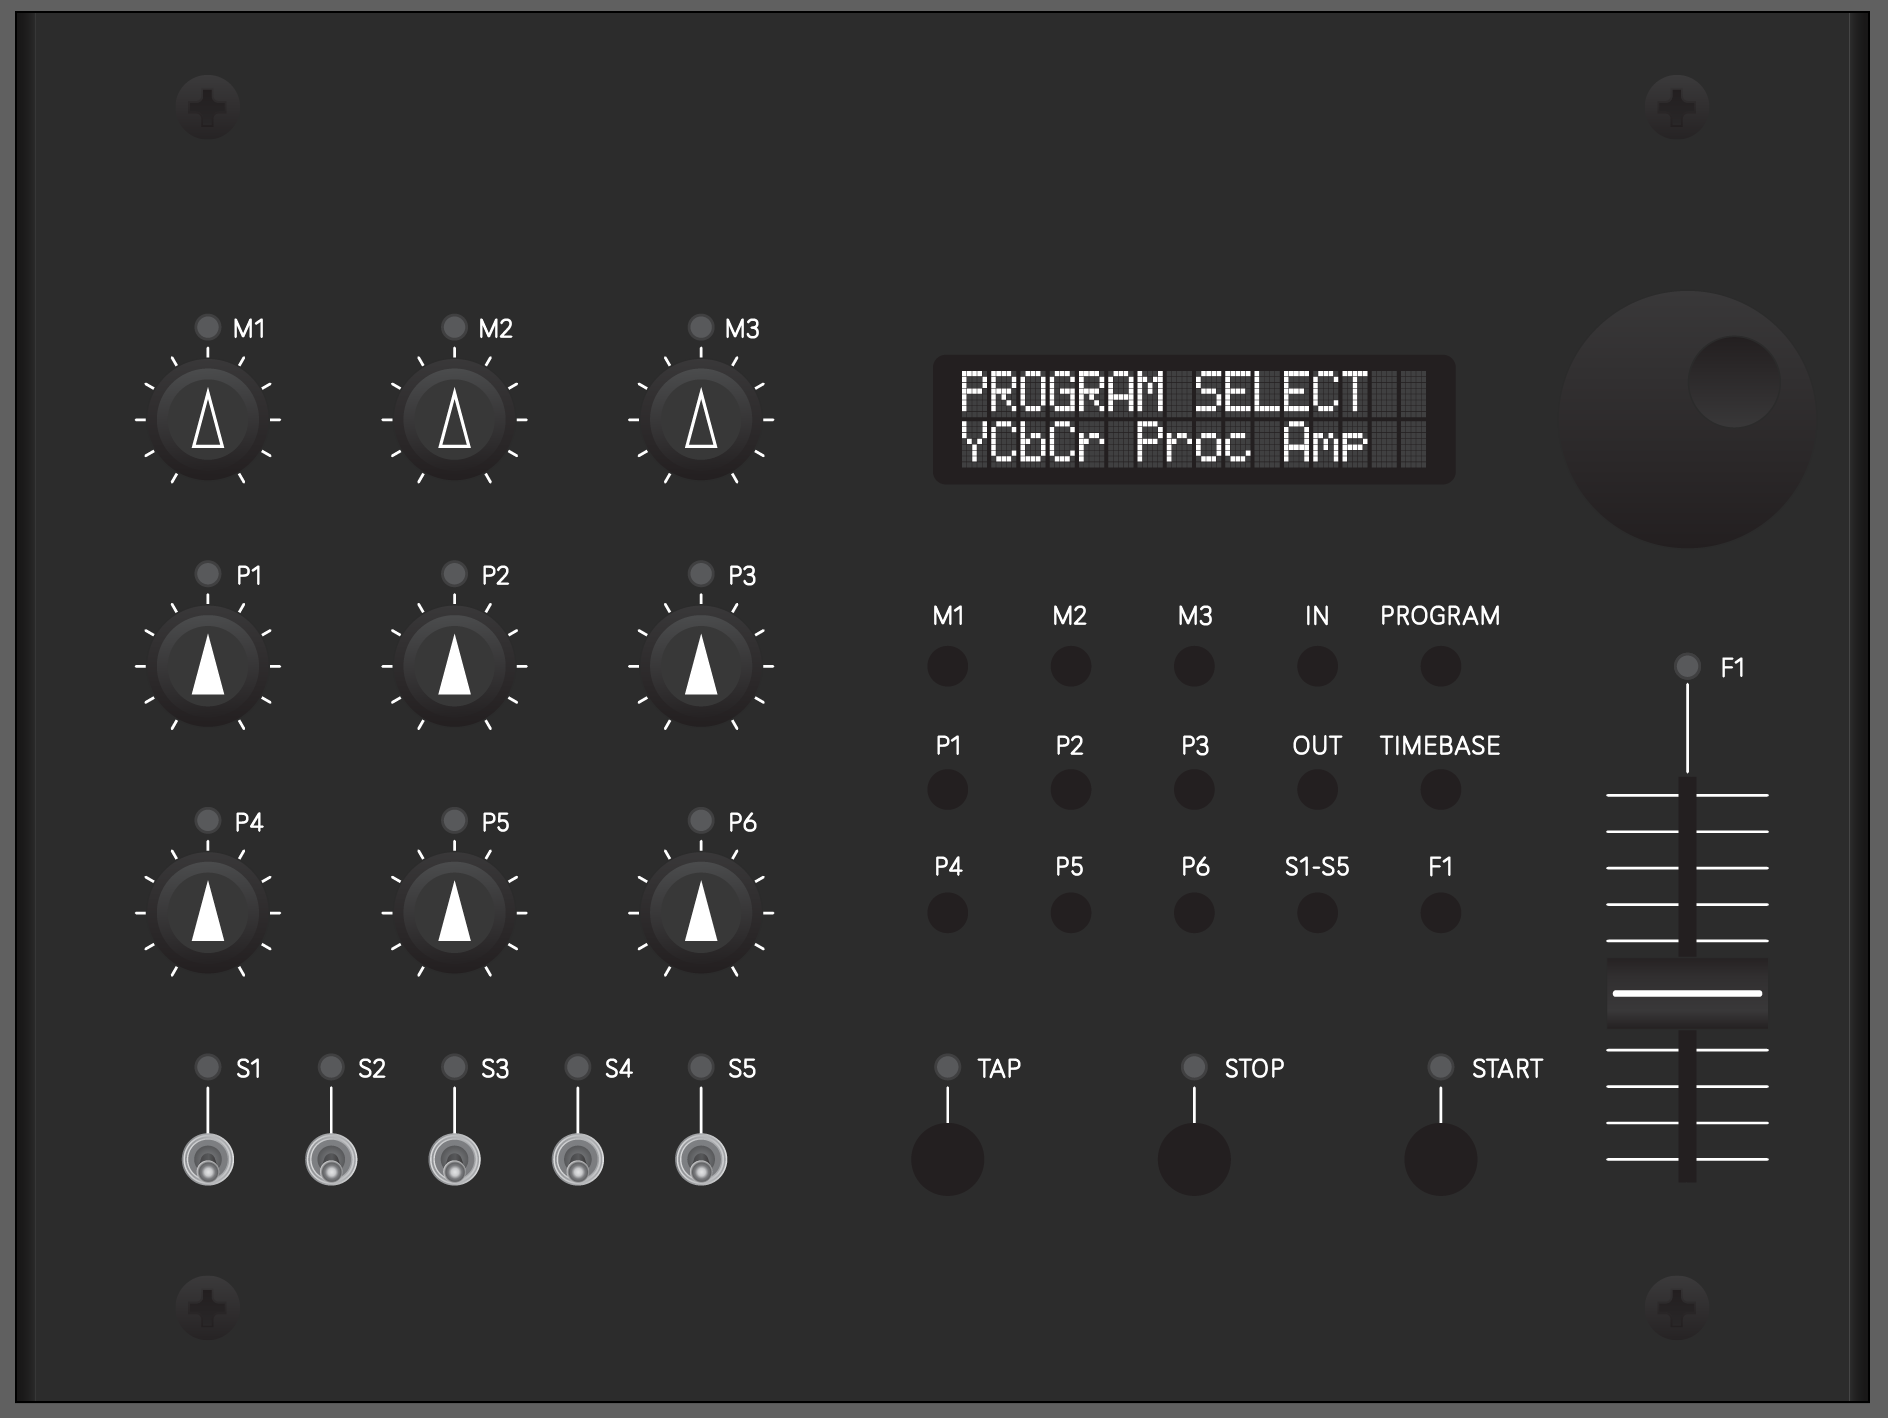 M1 M2 M3
PROGRAM SELECT
YCbCr Proc Amp
P1 P2 P3
M1 M2 M3 IN PROGRAM
F1
P1 P2 P3 OUT TIMEBASE
P4 P5 P6
P4 P5 P6 S1-S5 F1
S1 S2 S3 S4 S5
TAP STOP START